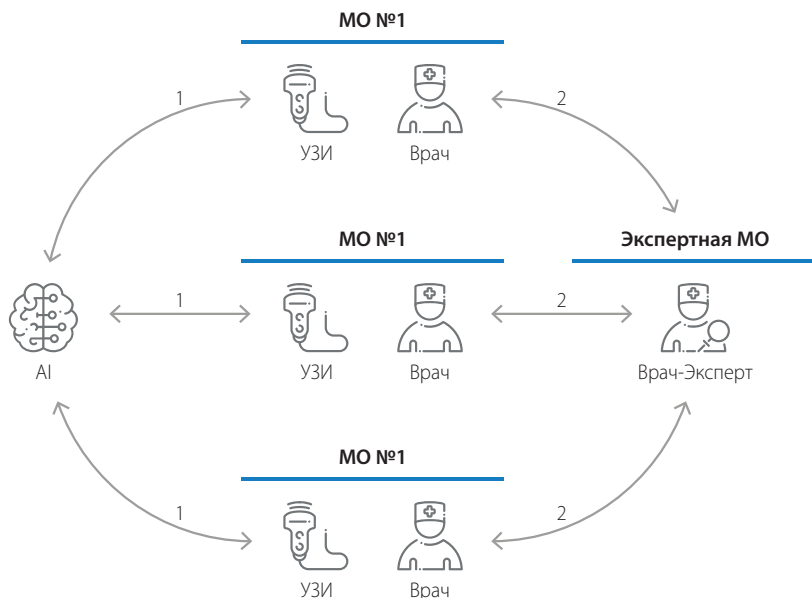 МО №1
1
2
УЗИ
Врач
МО №1
Экспертная МО
1
2
AI
УЗИ
Врач
Врач-Эксперт
МО №1
1
2
УЗИ
Врач